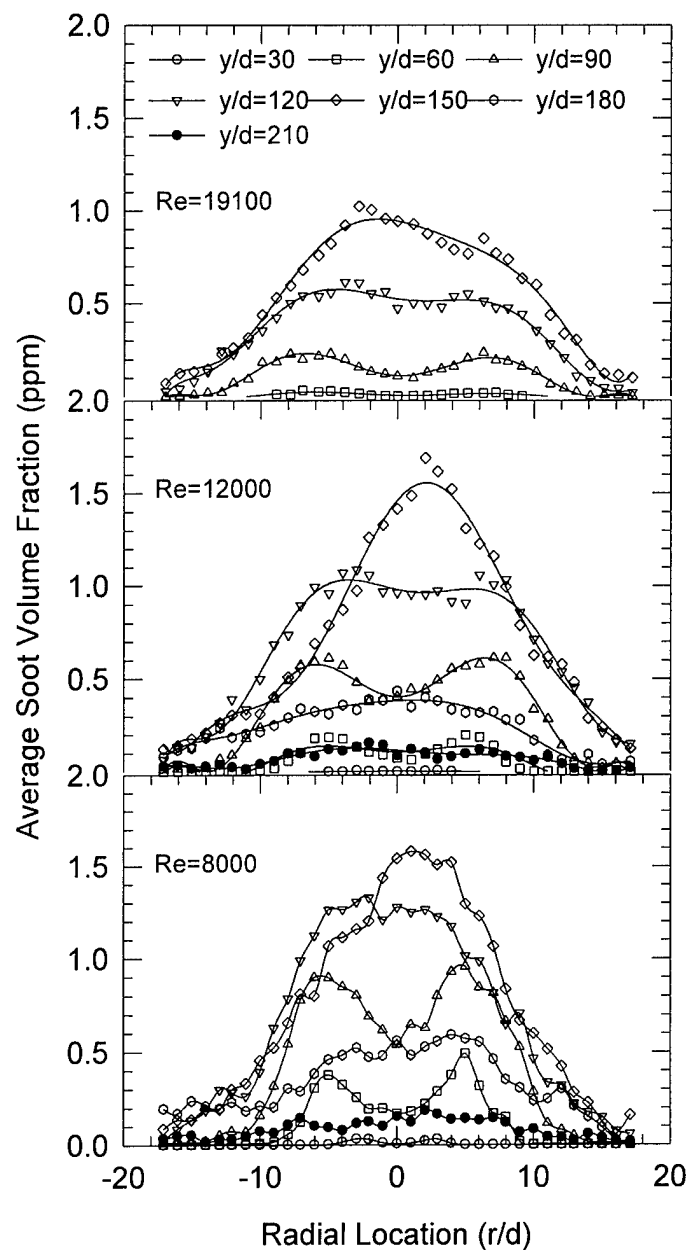 2.0
y/d=30 y/d=60 y/d=90
y/d=120 y/d=150 y/d=180
1.5
y/d=210
Re=19100
1.0
0.5
2.0
Re=12000
1.5
1.0
0.5
2.0
Re=8000
1.5
1.0
0.5
0.0
-20 -10 0 10 20
Radial Location (r/d)
Average Soot Volume Fraction (ppm)